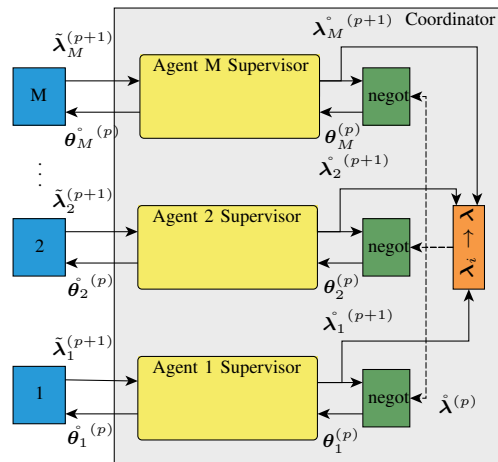 Coordinator
λ̊_M^(p+1)
λ̃_M^(p+1)
M
Agent M Supervisor
negot
θ̊_M^(p)
θ_M^(p)
λ̊_2^(p+1)
⋮
λ̃_2^(p+1)
2
Agent 2 Supervisor
negot
λ ← λ_i
θ̊_2^(p)
θ_2^(p)
λ̊_1^(p+1)
λ̃_1^(p+1)
1
Agent 1 Supervisor
negot
λ̊^(p)
θ̊_1^(p)
θ_1^(p)